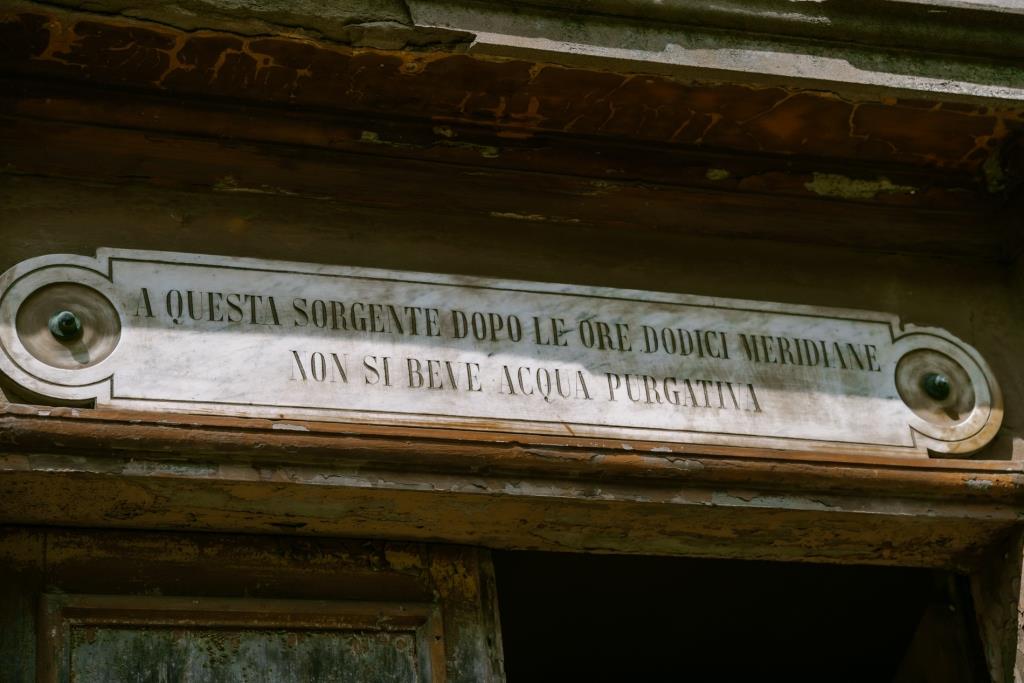 A QUESTA SORGENTE DOPO LE ORE DODICI MERIDIANE
NON SI BEVE ACQUA PURGATIVA